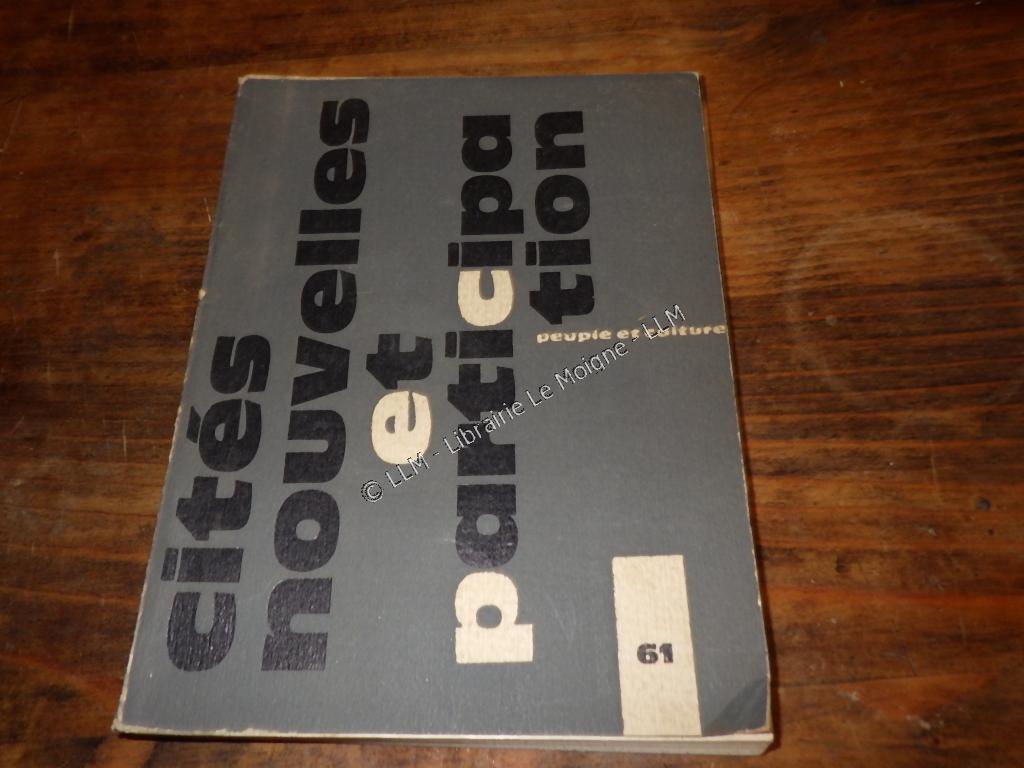 cités
nouvelles
et
participa
tion
peuple et culture
61
© LLM - Librairie Le Moigne - LLM